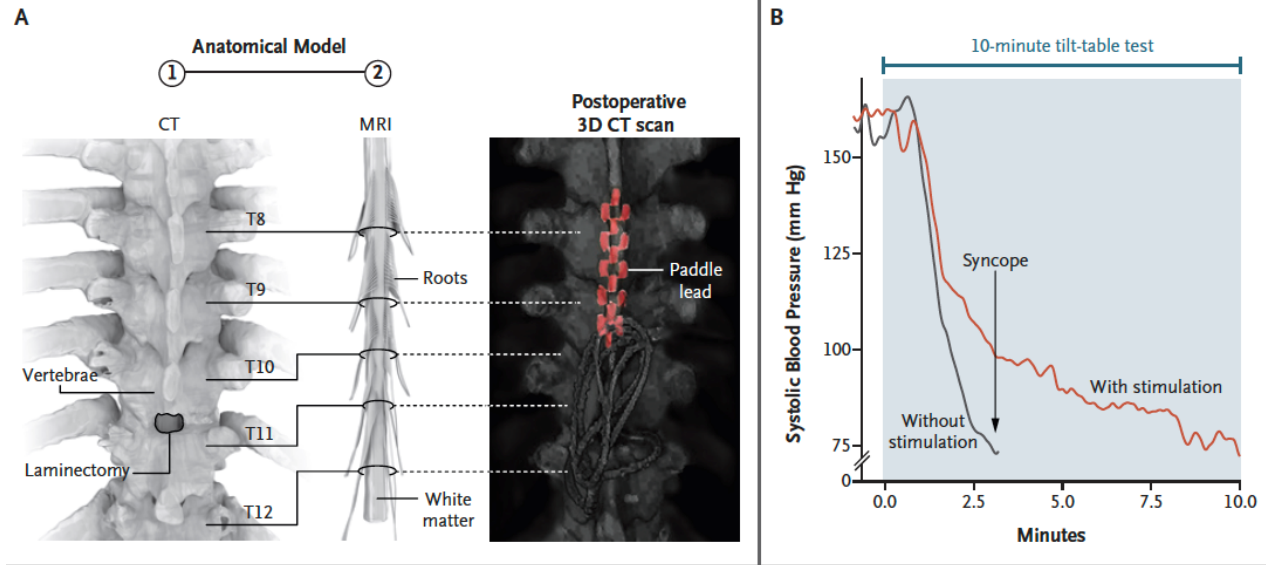 A
Anatomical Model
1
2
CT
MRI
Postoperative
3D CT scan
T8
Roots
T9
Paddle
lead
T10
Vertebrae
T11
Laminectomy
T12
White
matter
B
10-minute tilt-table test
Systolic Blood Pressure (mm Hg)
150
125
100
75
0
Syncope
With stimulation
Without
stimulation
0.0
2.5
5.0
7.5
10.0
Minutes